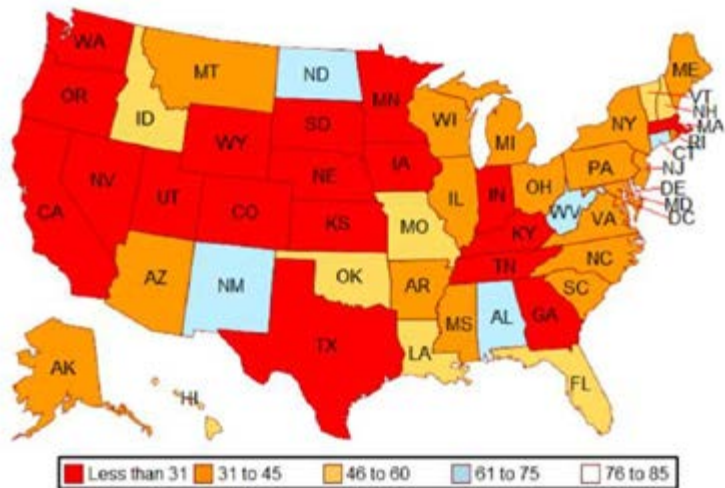 WA
MT
ND
MN
ME
VT
NH
MA
RI
CT
OR
ID
WY
SD
WI
MI
NY
NJ
NV
UT
CO
NE
IA
IL
IN
OH
PA
DE
MD
DC
CA
KS
MO
KY
WV
VA
AZ
NM
OK
AR
TN
NC
SC
TX
LA
MS
AL
GA
FL
AK
HI
Less than 31 31 to 45 46 to 60 61 to 75 76 to 85